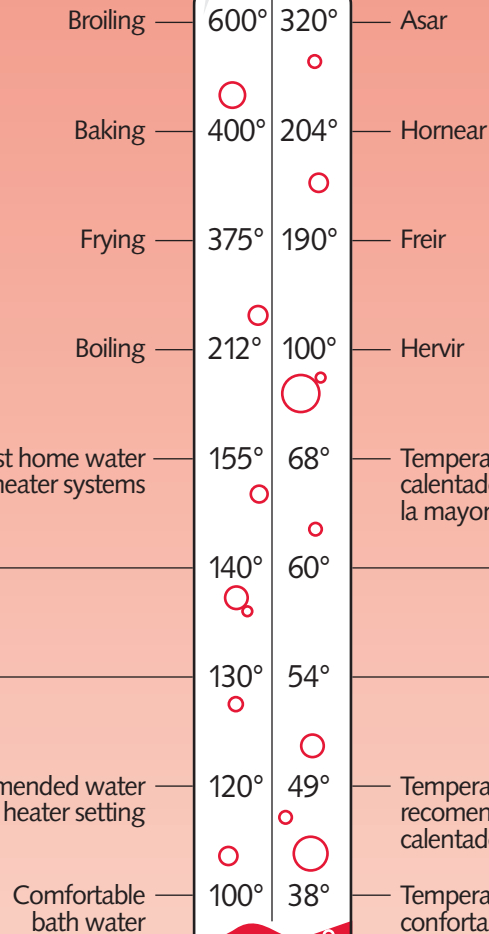 Broiling 600° 320° Asar
Baking 400° 204° Hornear
Frying 375° 190° Freir
Boiling 212° 100° Hervir
home water 155° 68°
systems
la
140° 60°
130° 54°
water 120° 49°
heater setting
Comfortable 100° 38°
bath water